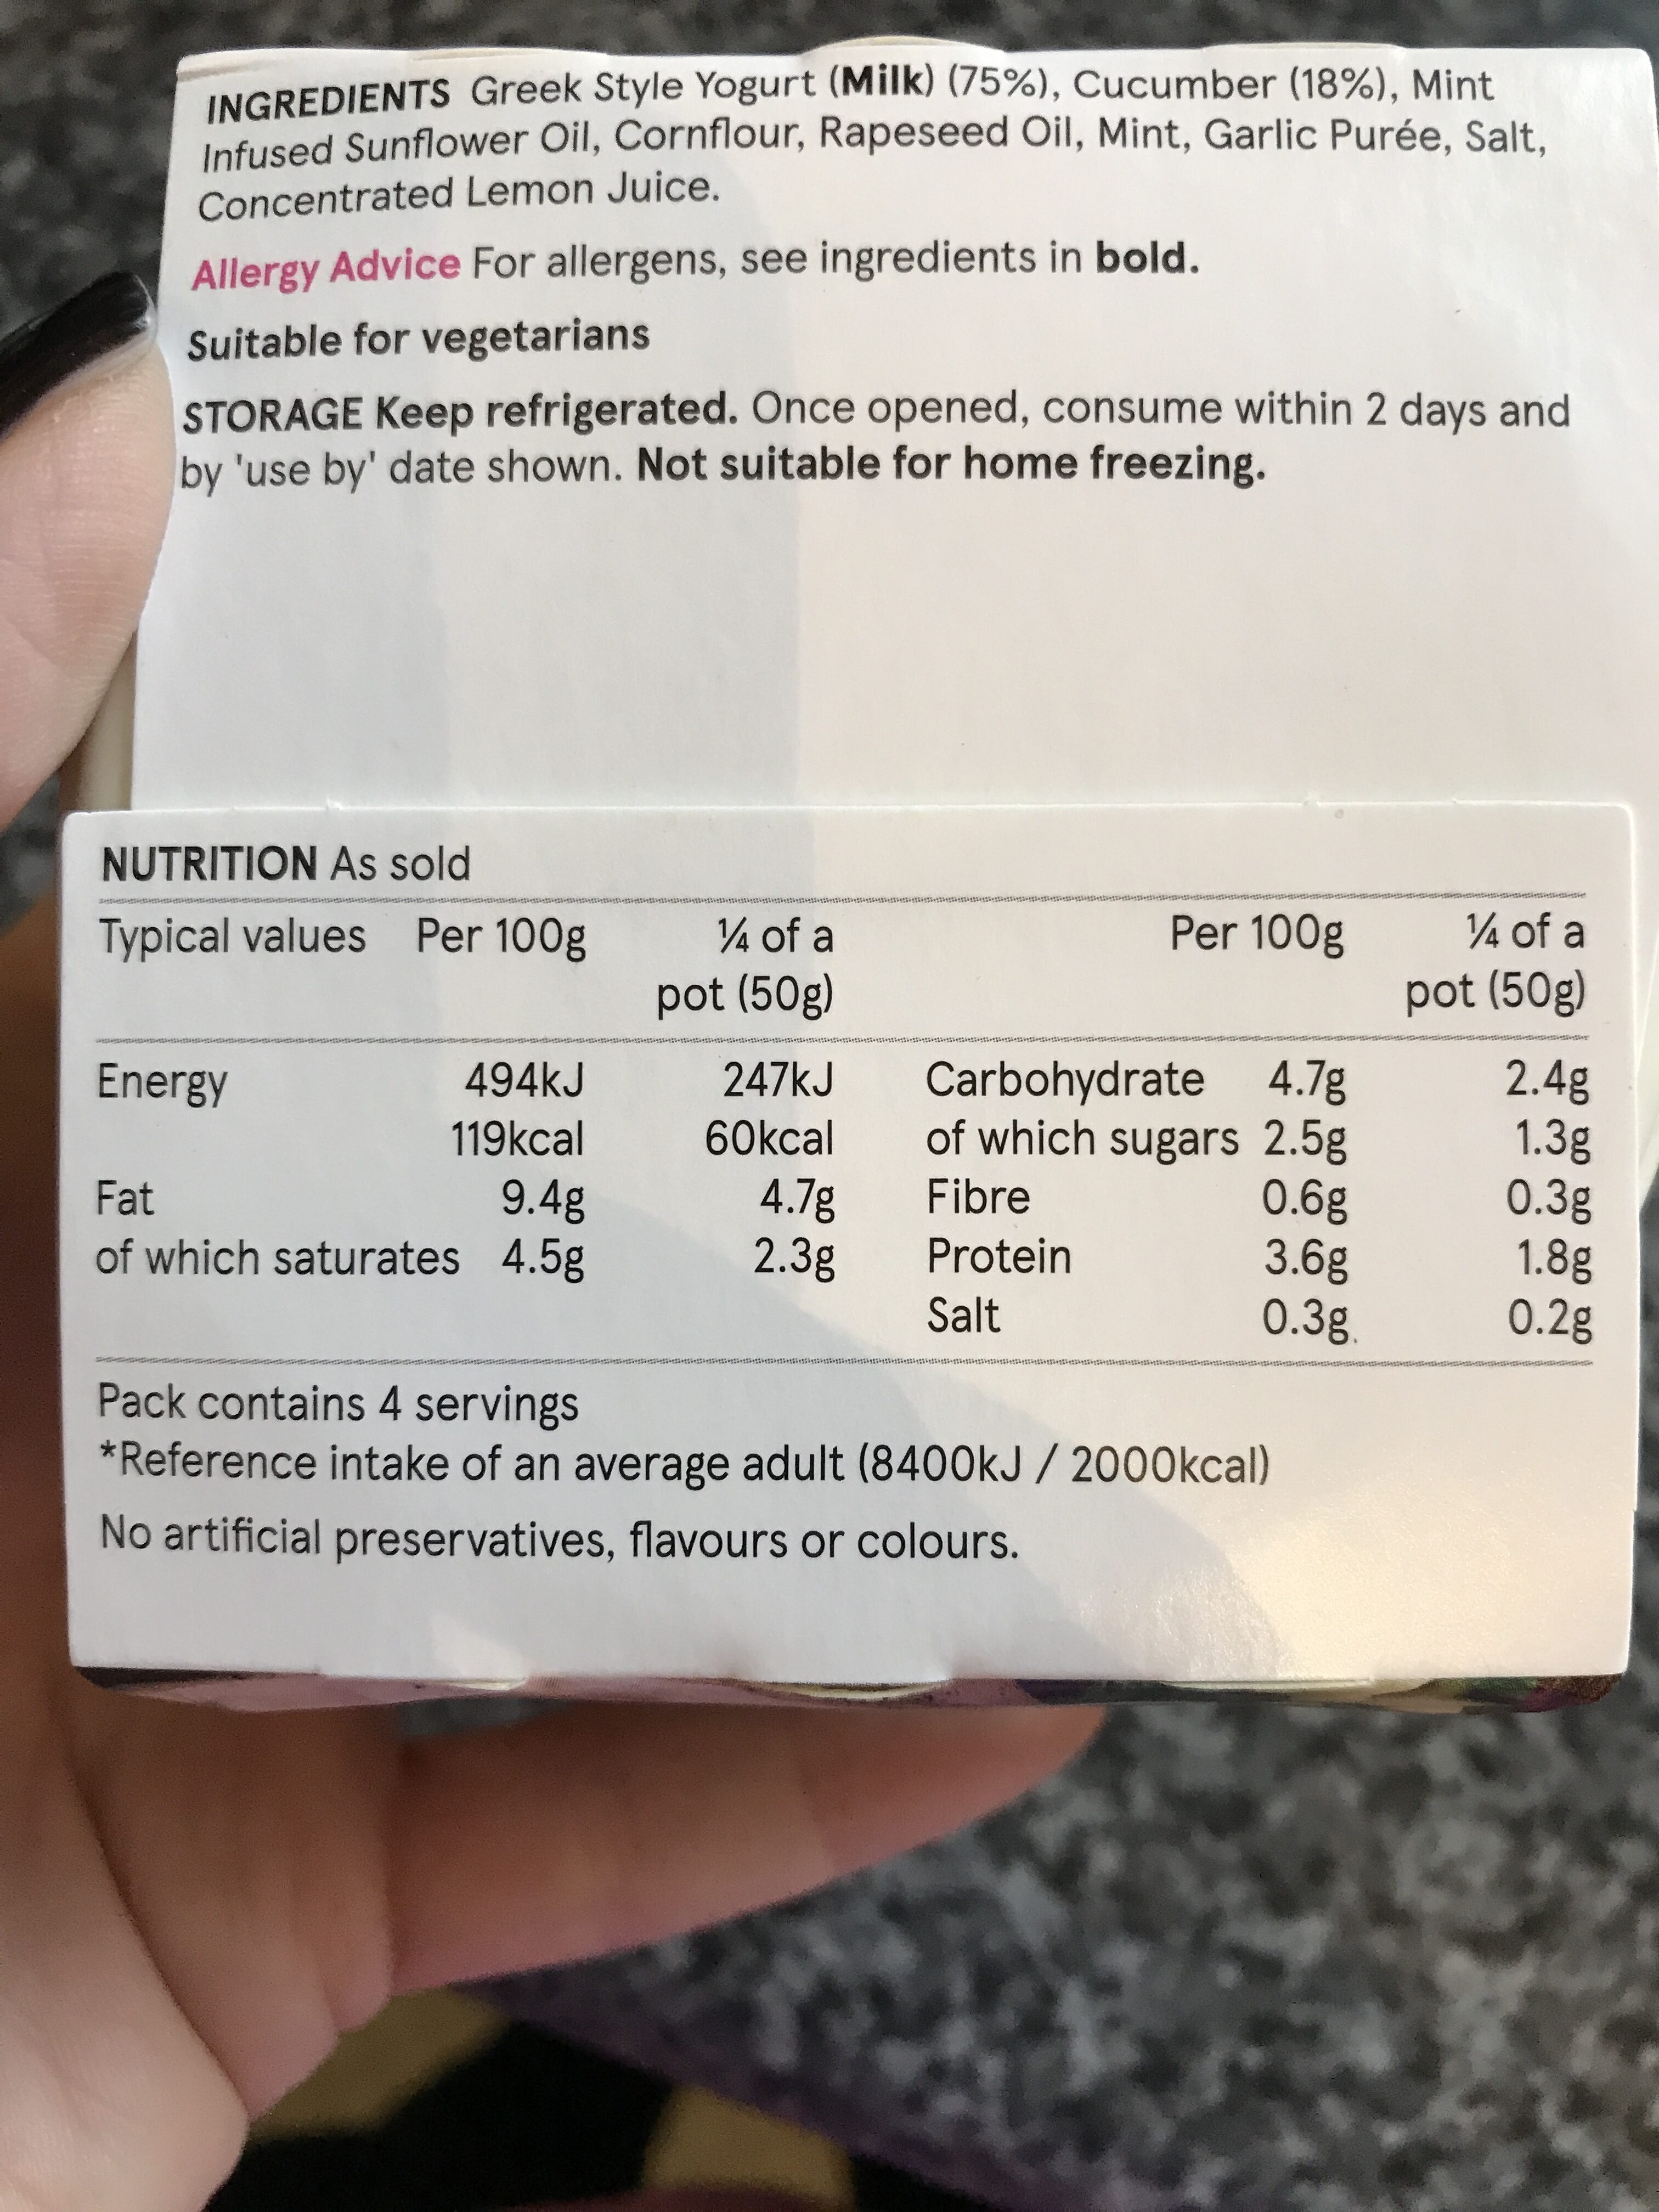 INGREDIENTS Greek Style Yogurt (Milk) (75%), Cucumber (18%), Mint
Infused Sunflower Oil, Cornflour, Rapeseed Oil, Mint, Garlic Purée, Salt,
Concentrated Lemon Juice.
Allergy Advice For allergens, see ingredients in bold.
Suitable for vegetarians
STORAGE Keep refrigerated. Once opened, consume within 2 days and
by 'use by' date shown. Not suitable for home freezing.
NUTRITION As sold
Typical values Per 100g ¼ of a Per 100g ¼ of a
pot (50g) pot (50g)
Energy 494kJ 247kJ Carbohydrate 4.7g 2.4g
119kcal 60kcal of which sugars 2.5g 1.3g
Fat 9.4g 4.7g Fibre 0.6g 0.3g
of which saturates 4.5g 2.3g Protein 3.6g 1.8g
Salt 0.3g 0.2g
Pack contains 4 servings
*Reference intake of an average adult (8400kJ / 2000kcal)
No artificial preservatives, flavours or colours.